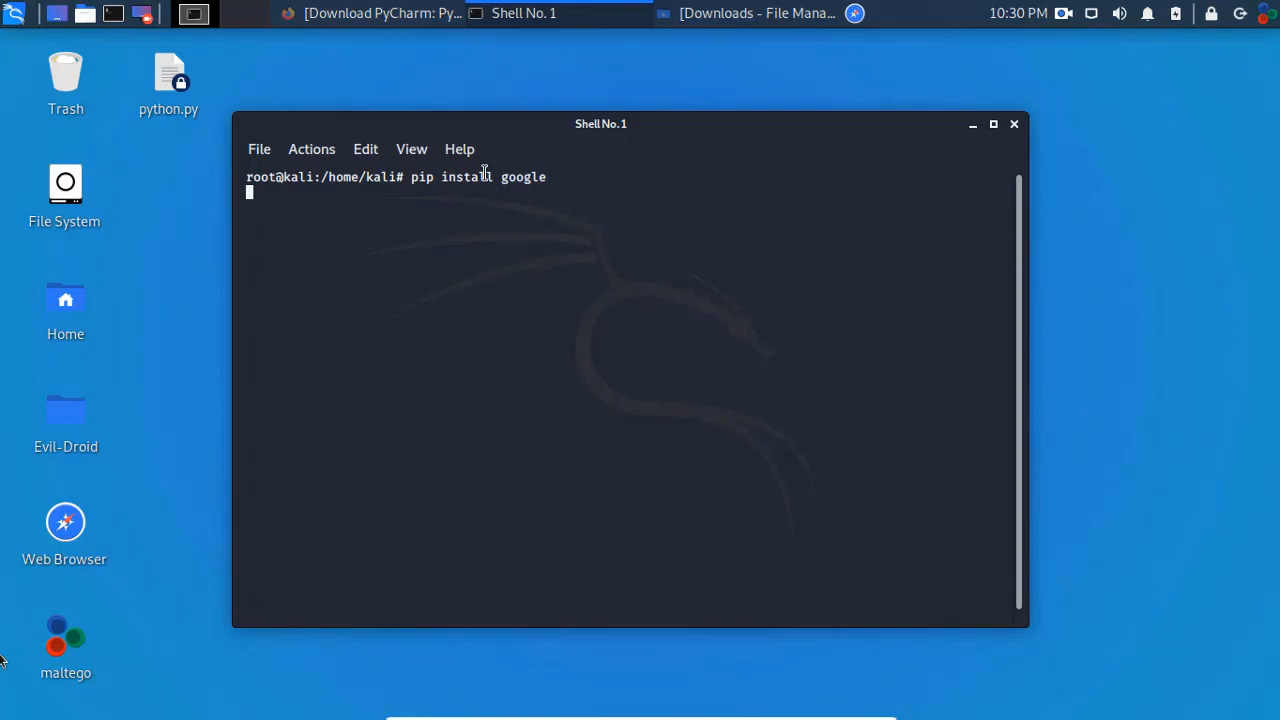 [Download PyCharm: Py...
Shell No. 1
[Downloads - File Mana...
10:30 PM
Trash
python.py
File System
Home
Evil-Droid
Web Browser
maltego
Shell No. 1
File Actions Edit View Help
root@kali:/home/kali# pip install google